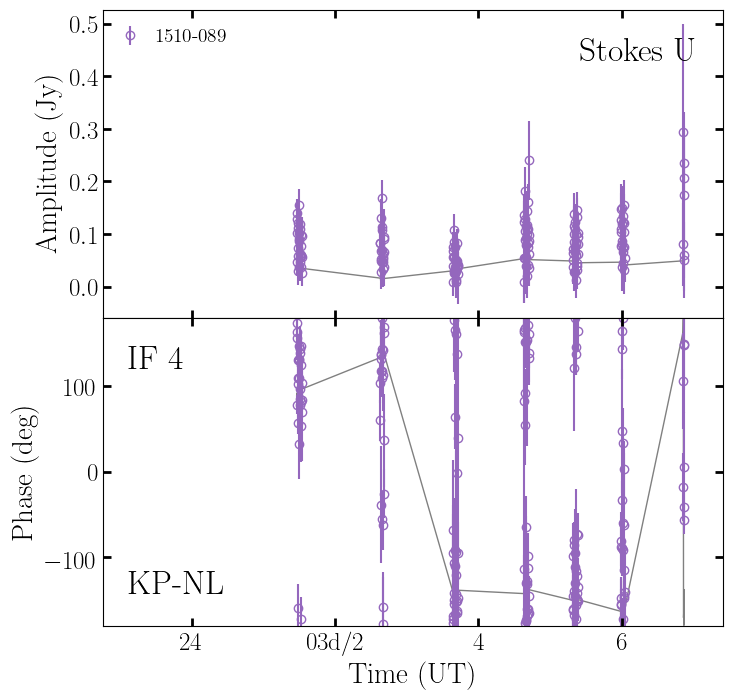 1510-089
Stokes U
0.5
0.4
0.3
0.2
0.1
0.0
Amplitude (Jy)
IF 4
100
0
−100
Phase (deg)
KP-NL
24 03d/2 4 6
Time (UT)